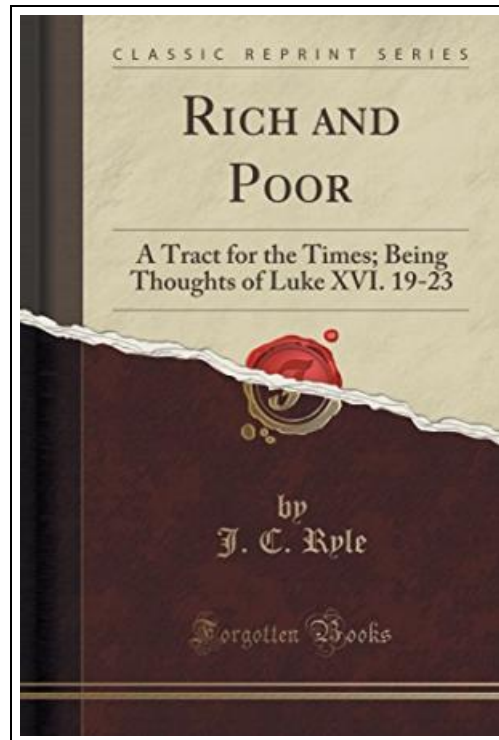 CLASSIC REPRINT SERIES
RICH AND
POOR
A Tract for the Times; Being
Thoughts of Luke XVI. 19-23
by
J. C. Ryle
Forgotten Books